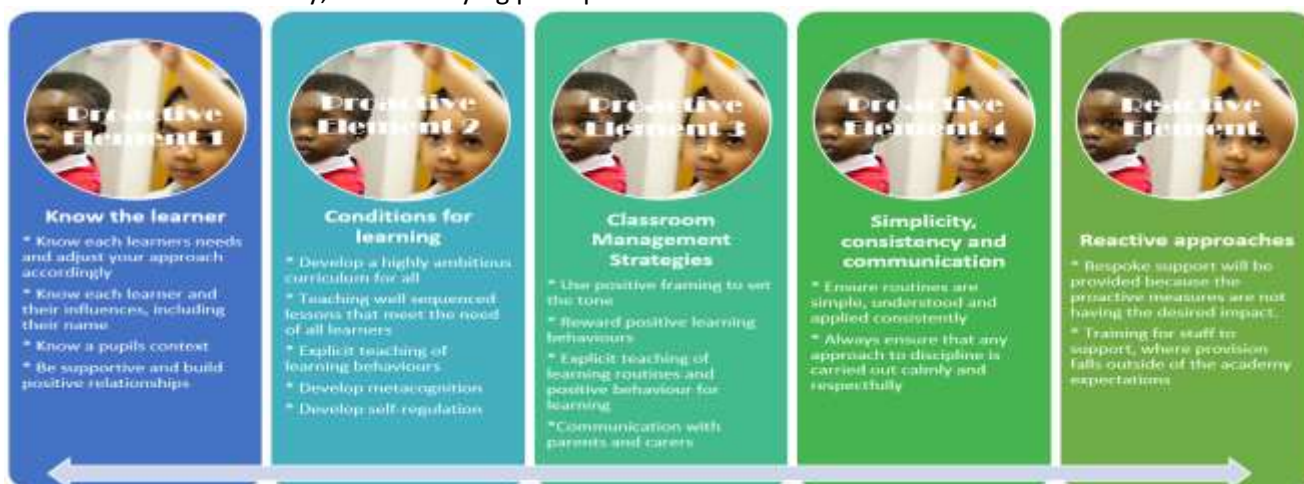 Proactive
Element 1
Know the learner
* Know each learners needs
and adjust your approach
accordingly
* Know each learner and
their influences, including
their name
* Know a pupils context
* Be supportive and build
positive relationships
Proactive
Element 2
Conditions for
learning
* Develop a highly ambitious
curriculum for all
* Teaching well sequenced
lessons that meet the need
of all learners
* Explicit teaching of
learning behaviours
* Develop metacognition
* Develop self-regulation
Proactive
Element 3
Classroom
Management
Strategies
* Use positive framing to set
the tone
* Reward positive learning
behaviours
* Explicit teaching of
learning routines and
positive behaviour for
learning
*Communication with
parents and carers
Proactive
Element 4
Simplicity,
consistency and
communication
* Ensure routines are
simple, understood and
applied consistently
* Always ensure that any
approach to discipline is
carried out calmly and
respectfully
Reactive
Element
Reactive approaches
* Bespoke support will be
provided because the
proactive measures are not
having the desired impact.
* Training for staff to
support, where provision
falls outside of the academy
expectations